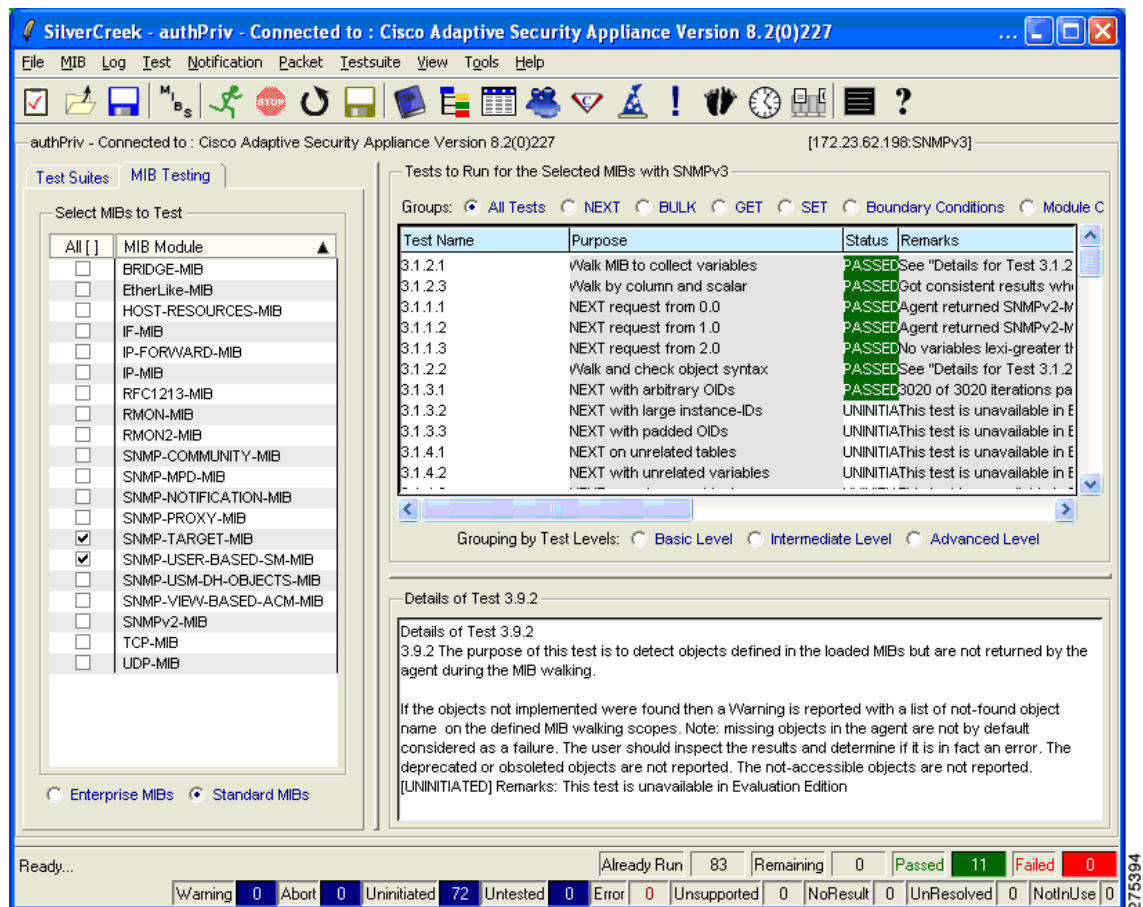 SilverCreek - authPriv - Connected to : Cisco Adaptive Security Appliance Version 8.2(0)227 ...
File MIB Log Test Notification Packet Testsuite View Tools Help
M I B s STOP
authPriv - Connected to : Cisco Adaptive Security Appliance Version 8.2(0)227 [172.23.62.198:SNMPv3]
Test Suites MIB Testing
Select MIBs to Test
All [ ] MIB Module
BRIDGE-MIB
EtherLike-MIB
HOST-RESOURCES-MIB
IF-MIB
IP-FORWARD-MIB
IP-MIB
RFC1213-MIB
RMON-MIB
RMON2-MIB
SNMP-COMMUNITY-MIB
SNMP-MPD-MIB
SNMP-NOTIFICATION-MIB
SNMP-PROXY-MIB
SNMP-TARGET-MIB
SNMP-USER-BASED-SM-MIB
SNMP-USM-DH-OBJECTS-MIB
SNMP-VIEW-BASED-ACM-MIB
SNMPv2-MIB
TCP-MIB
UDP-MIB
Enterprise MIBs Standard MIBs
Tests to Run for the Selected MIBs with SNMPv3
Groups: All Tests NEXT BULK GET SET Boundary Conditions Module C
Test Name Purpose Status Remarks
3.1.2.1 Walk MIB to collect variables PASSED See "Details for Test 3.1.2
3.1.2.3 Walk by column and scalar PASSED Got consistent results whe
3.1.1.1 NEXT request from 0.0 PASSED Agent returned SNMPv2-M
3.1.1.2 NEXT request from 1.0 PASSED Agent returned SNMPv2-M
3.1.1.3 NEXT request from 2.0 PASSED No variables lexi-greater th
3.1.2.2 Walk and check object syntax PASSED See "Details for Test 3.1.2
3.1.3.1 NEXT with arbitrary OIDs PASSED 3020 of 3020 iterations pa
3.1.3.2 NEXT with large instance-IDs UNINITIA This test is unavailable in E
3.1.3.3 NEXT with padded OIDs UNINITIA This test is unavailable in E
3.1.4.1 NEXT on unrelated tables UNINITIA This test is unavailable in E
3.1.4.2 NEXT with unrelated variables UNINITIA This test is unavailable in E
Grouping by Test Levels: Basic Level Intermediate Level Advanced Level
Details of Test 3.9.2
Details of Test 3.9.2
3.9.2 The purpose of this test is to detect objects defined in the loaded MIBs but are not returned by the
agent during the MIB walking.
If the objects not implemented were found then a Warning is reported with a list of not-found object
name on the defined MIB walking scopes. Note: missing objects in the agent are not by default
considered as a failure. The user should inspect the results and determine if it is in fact an error. The
deprecated or obsoleted objects are not reported. The not-accessible objects are not reported.
[UNINITIATED] Remarks: This test is unavailable in Evaluation Edition
Ready... Already Run 83 Remaining 0 Passed 11 Failed 0
Warning 0 Abort 0 Uninitiated 72 Untested 0 Error 0 Unsupported 0 NoResult 0 UnResolved 0 NotInUse 0
275394